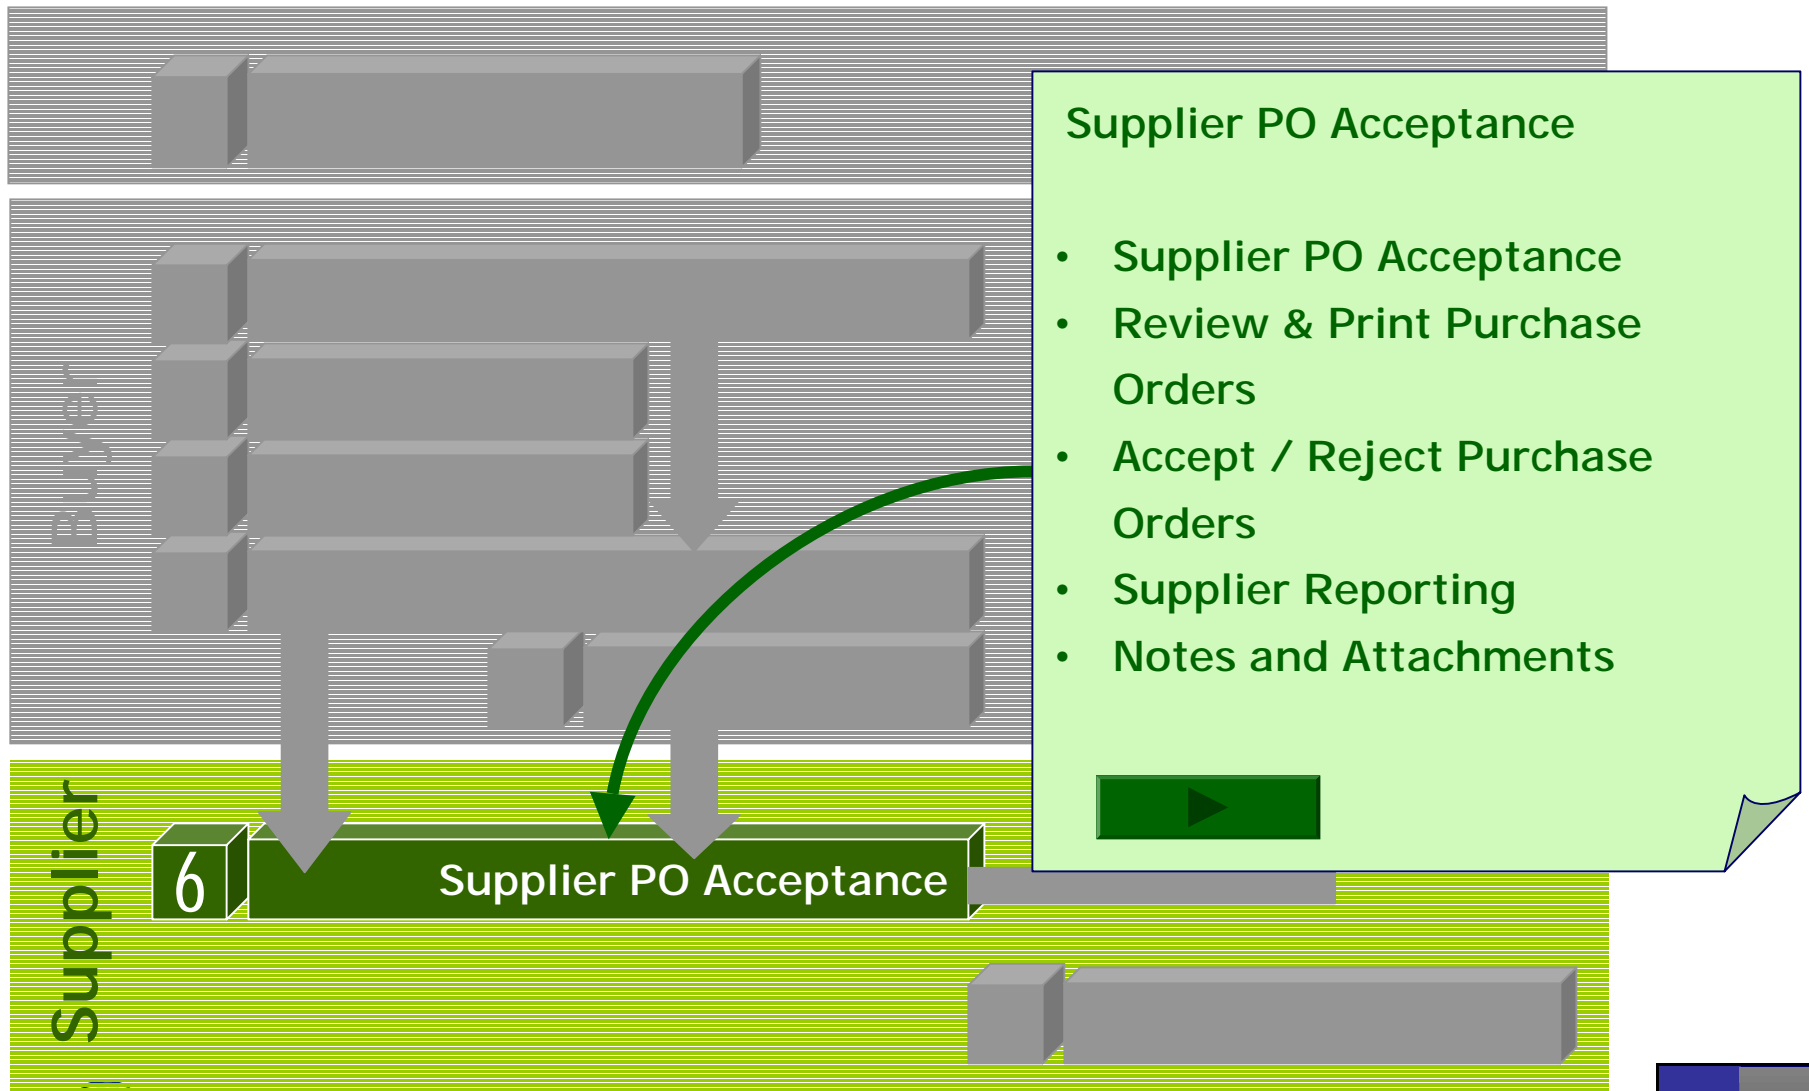 Supplier PO Acceptance
• Supplier PO Acceptance
• Review & Print Purchase
Orders
• Accept / Reject Purchase
Orders
• Supplier Reporting
• Notes and Attachments
Buyer
Supplier
6
Supplier PO Acceptance